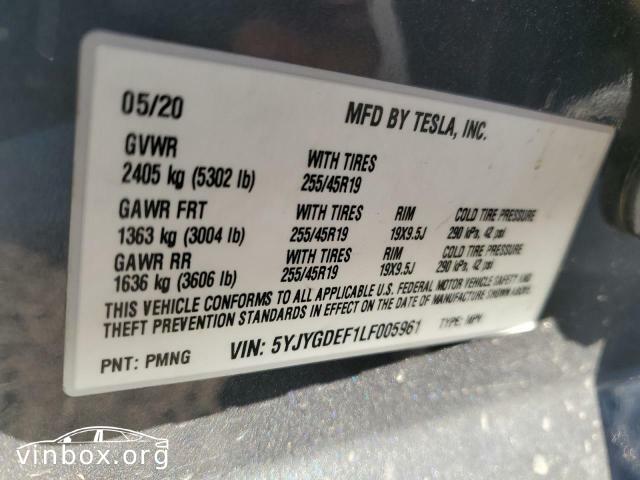 05/20 MFD BY TESLA, INC.
GVWR
2405 kg (5302 lb) WITH TIRES 255/45R19
GAWR FRT WITH TIRES RIM COLD TIRE PRESSURE
1363 kg (3004 lb) 255/45R19 19X9.5J 290 kPa, 42 psi
GAWR RR WITH TIRES RIM COLD TIRE PRESSURE
1636 kg (3606 lb) 255/45R19 19X9.5J 290 kPa, 42 psi
THIS VEHICLE CONFORMS TO ALL APPLICABLE U.S. FEDERAL MOTOR VEHICLE SAFETY AND
THEFT PREVENTION STANDARDS IN EFFECT ON THE DATE OF MANUFACTURE SHOWN ABOVE.
PNT: PMNG VIN: 5YJYGDEF1LF005961 TYPE: MPV
vinbox.org